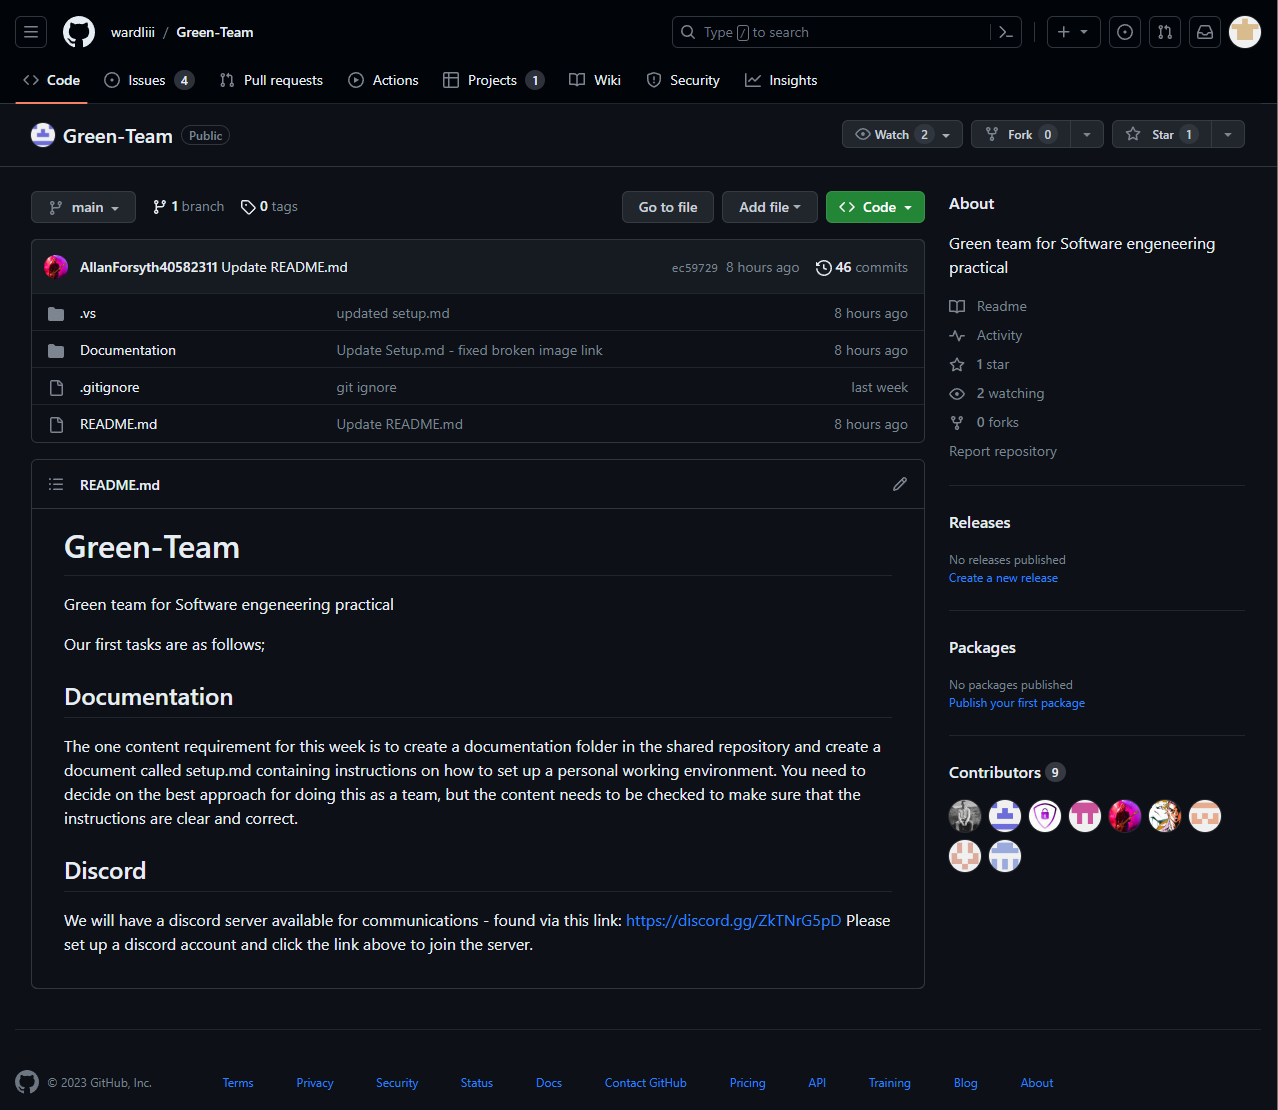 wardliii / Green-Team
Type / to search
Code
Issues 4
Pull requests
Actions
Projects 1
Wiki
Security
Insights
Green-Team Public
Watch 2
Fork 0
Star 1
main
1 branch
0 tags
Go to file
Add file
Code
AllanForsyth40582311 Update README.md
ec59729 8 hours ago
46 commits
.vs updated setup.md 8 hours ago
Documentation Update Setup.md - fixed broken image link 8 hours ago
.gitignore git ignore last week
README.md Update README.md 8 hours ago
README.md
Green-Team
Green team for Software engeneering practical
Our first tasks are as follows;
Documentation
The one content requirement for this week is to create a documentation folder in the shared repository and create a
document called setup.md containing instructions on how to set up a personal working environment. You need to
decide on the best approach for doing this as a team, but the content needs to be checked to make sure that the
instructions are clear and correct.
Discord
We will have a discord server available for communications - found via this link: https://discord.gg/ZkTNrG5pD Please
set up a discord account and click the link above to join the server.
About
Green team for Software engeneering
practical
Readme
Activity
1 star
2 watching
0 forks
Report repository
Releases
No releases published
Create a new release
Packages
No packages published
Publish your first package
Contributors 9
© 2023 GitHub, Inc.
Terms
Privacy
Security
Status
Docs
Contact GitHub
Pricing
API
Training
Blog
About